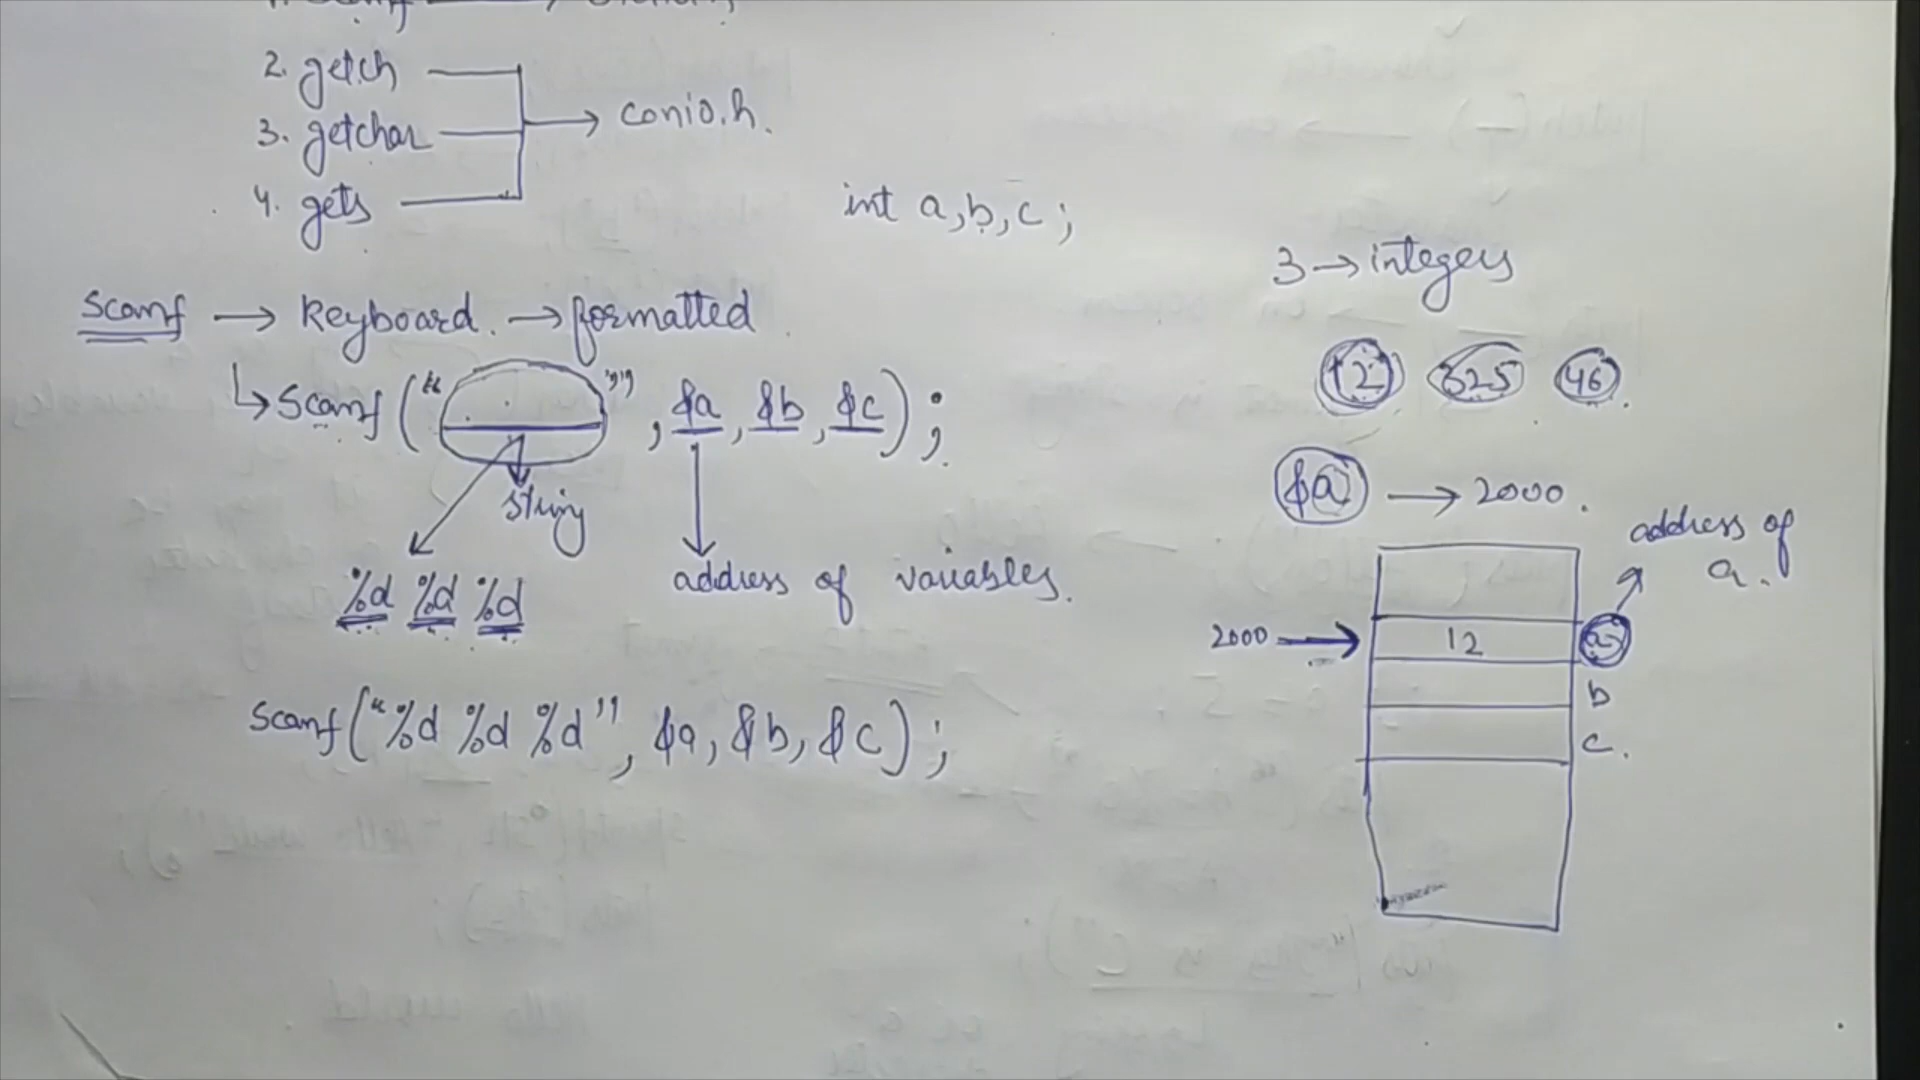 2. getch
3. getchar → conio.h.
4. gets
int a,b,c;
3 → integers
12 325 46.
scanf → Keyboard. → formatted
↳ scanf (" ", &a, &b, &c);
string
%d %d %d
address of variables.
scanf("%d %d %d", &a, &b, &c);
&a → 2000.
address of
a.
2000 → 12 a
b
c.